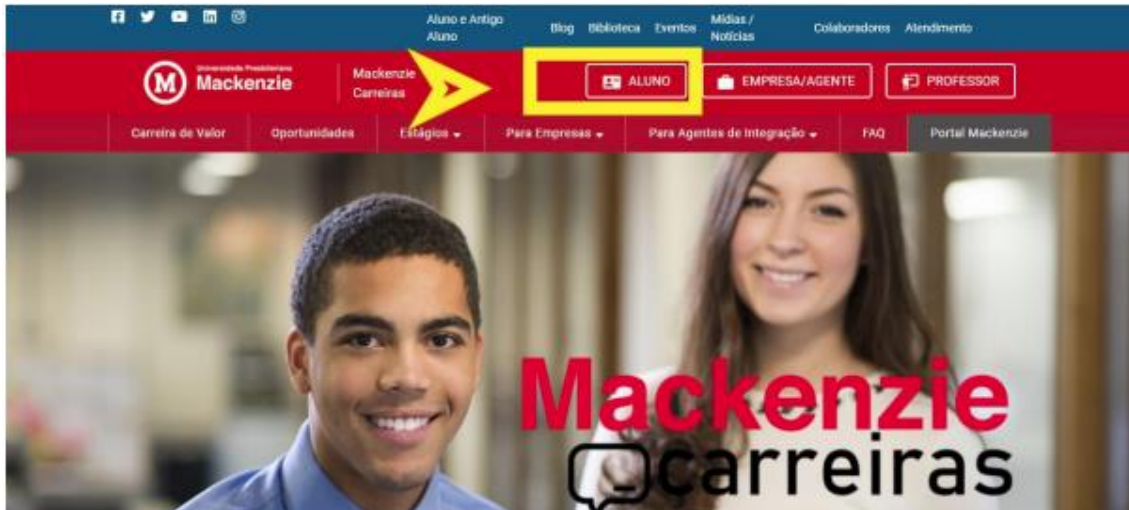 Aluno e Antigo
Aluno
Blog
Biblioteca
Eventos
Mídias /
Notícias
Colaboradores
Atendimento
Universidade Presbiteriana
Mackenzie
Mackenzie
Carreiras
ALUNO
EMPRESA/AGENTE
PROFESSOR
Carreira de Valor
Oportunidades
Estágios
Para Empresas
Para Agentes de Integração
FAQ
Portal Mackenzie
Mackenzie
carreiras